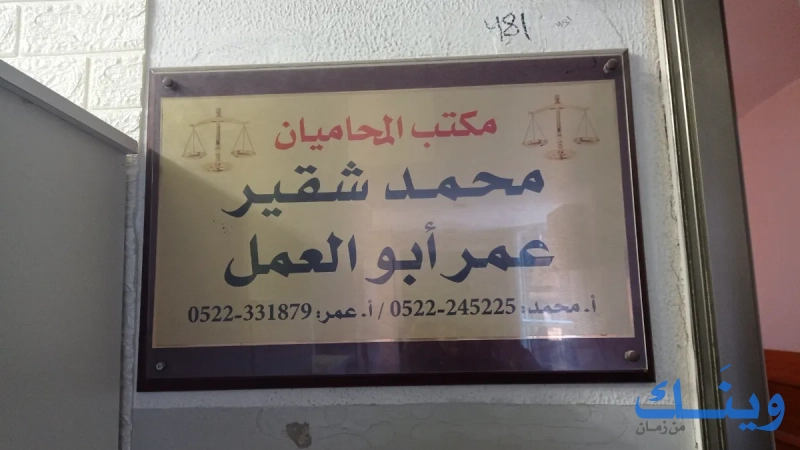 481
مكتب المحاميان
محمد شقير
عمر أبو العمل
أ. محمد: 245225-0522 / أ. عمر: 331879-0522
وينك
من زمان